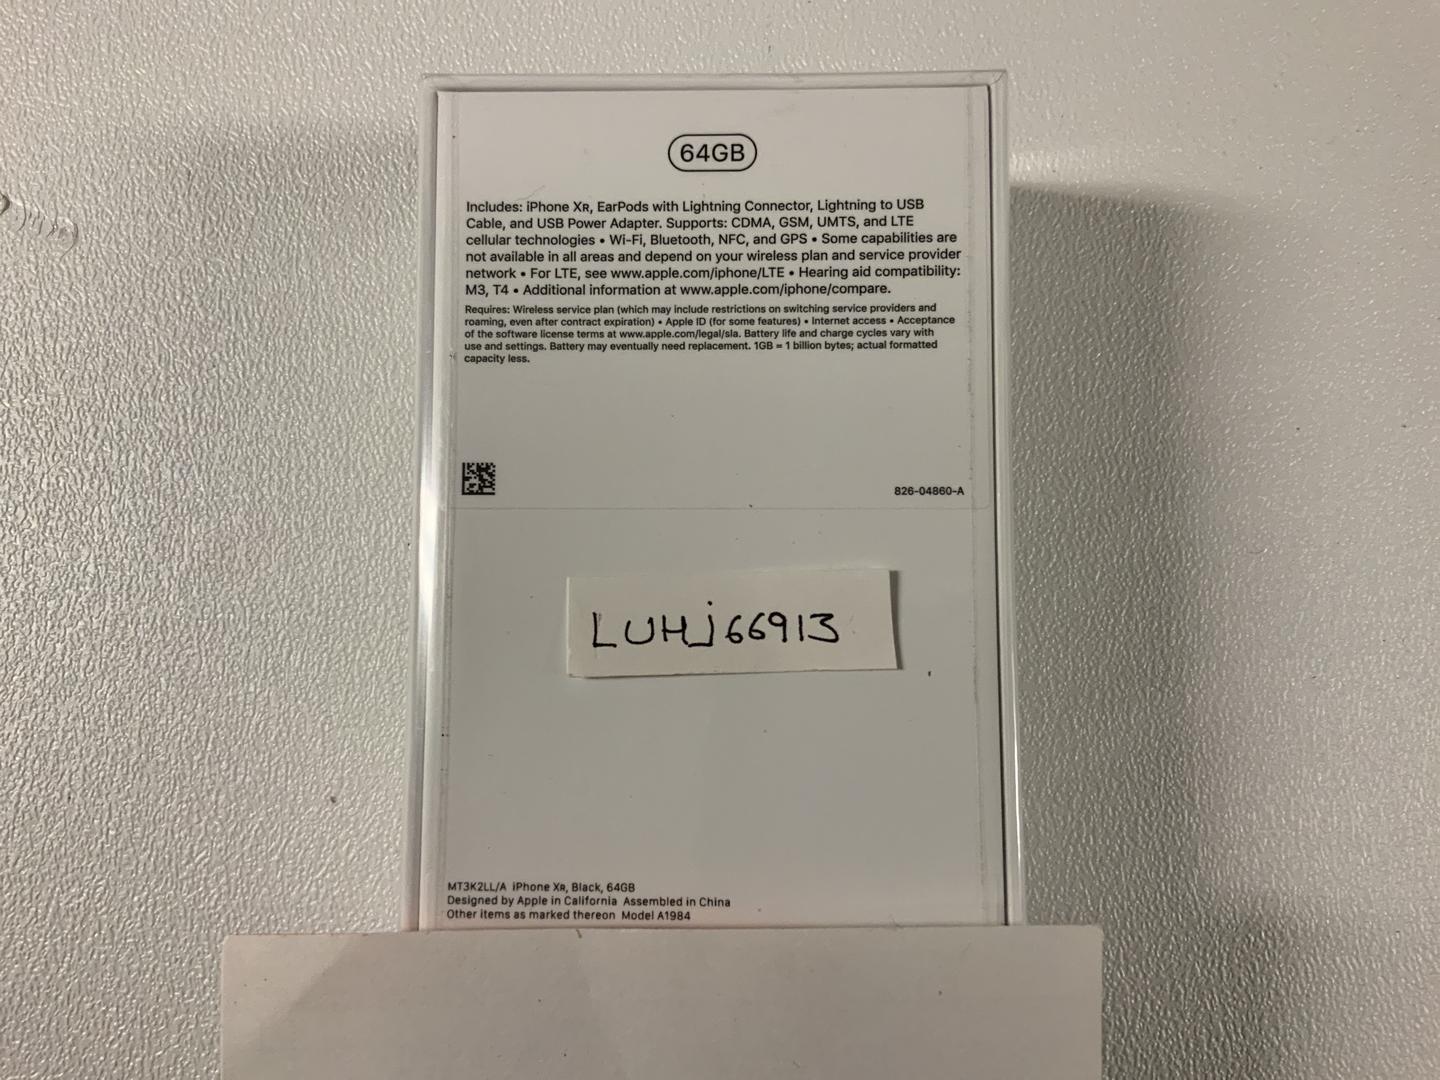 64GB
Includes: iPhone XR, EarPods with Lightning Connector, Lightning to USB
Cable, and USB Power Adapter. Supports: CDMA, GSM, UMTS, and LTE
cellular technologies • Wi-Fi, Bluetooth, NFC, and GPS • Some capabilities are
not available in all areas and depend on your wireless plan and service provider
network • For LTE, see www.apple.com/iphone/LTE • Hearing aid compatibility:
M3, T4 • Additional information at www.apple.com/iphone/compare.
Requires: Wireless service plan (which may include restrictions on switching service providers and
roaming, even after contract expiration) • Apple ID (for some features) • Internet access • Acceptance
of the software license terms at www.apple.com/legal/sla. Battery life and charge cycles vary with
use and settings. Battery may eventually need replacement. 1GB = 1 billion bytes; actual formatted
capacity less.
826-04860-A
LUHj66913
MT3K2LL/A iPhone XR, Black, 64GB
Designed by Apple in California Assembled in China
Other items as marked thereon Model A1984